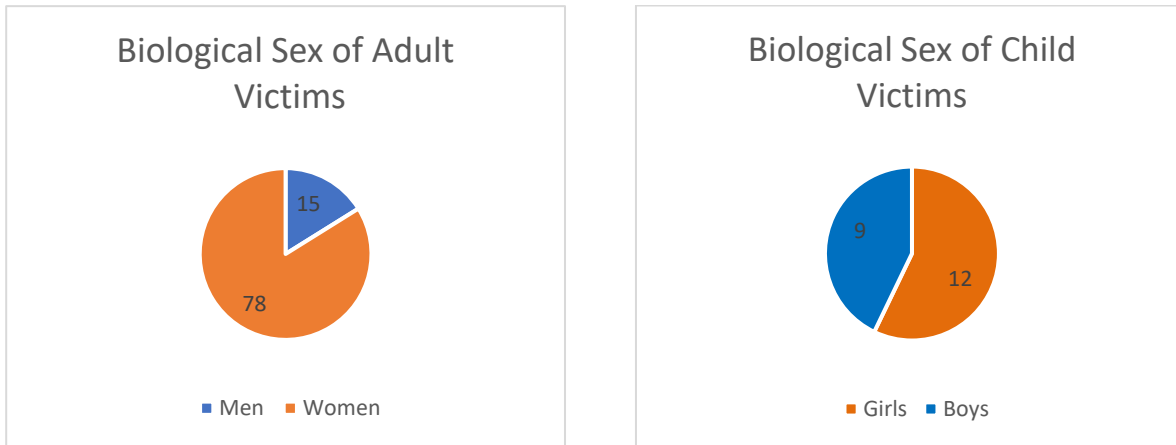 Biological Sex of Adult
Victims
15
78
Men Women
Biological Sex of Child
Victims
9
12
Girls Boys